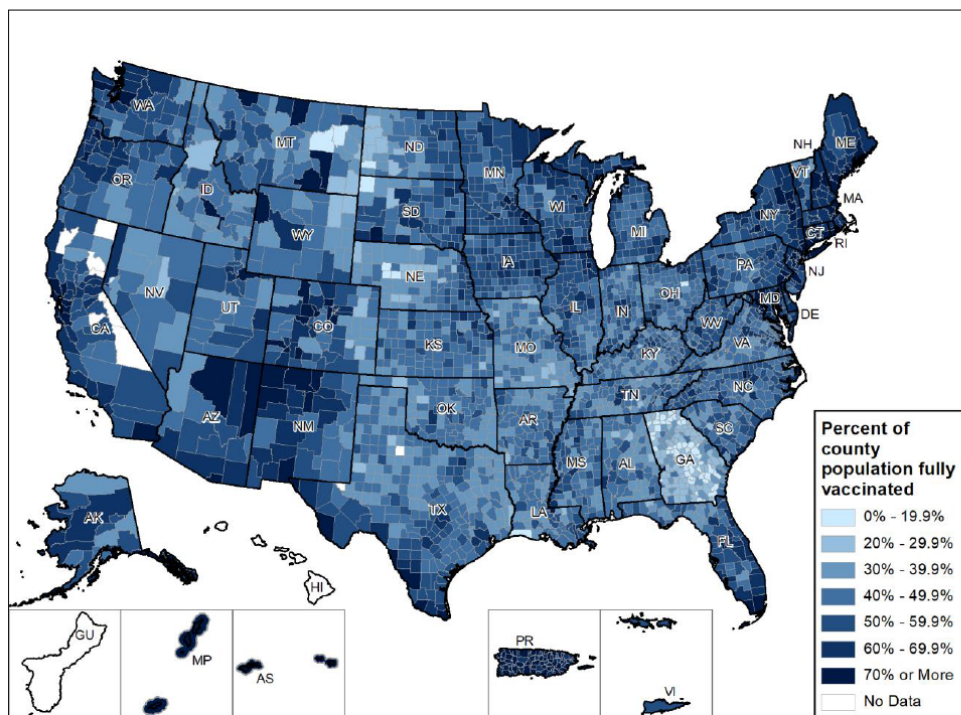 WA
MT
ND
MN
OR
ID
SD
WI
MI
WY
NE
IA
NV
UT
CO
KS
MO
IL
IN
OH
CA
AZ
NM
OK
AR
TX
LA
MS
AL
GA
FL
TN
KY
WV
VA
NC
SC
PA
NY
NH
VT
ME
MA
CT
RI
NJ
MD
DE
AK
HI
GU
MP
AS
PR
VI
Percent of
county
population fully
vaccinated
0% - 19.9%
20% - 29.9%
30% - 39.9%
40% - 49.9%
50% - 59.9%
60% - 69.9%
70% or More
No Data